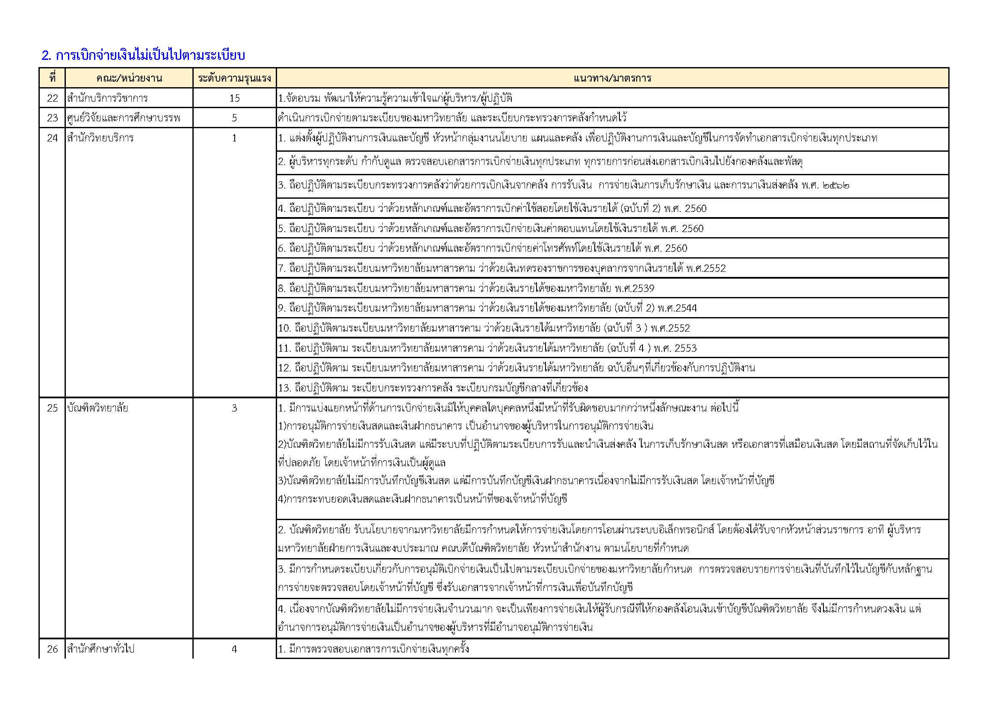 2. การเบิกจ่ายเงินไม่เป็นไปตามระเบียบ
ที่ คณะ/หน่วยงาน ระดับความรุนแรง แนวทาง/มาตรการ
22 สำนักบริการวิชาการ 15 1.จัดอบรม พัฒนาให้ความรู้ความเข้าใจแก่ผู้บริหาร/ผู้ปฏิบัติ
23 ศูนย์วิจัยและการศึกษาบรรพ 5 ดำเนินการเบิกจ่ายตามระเบียบของมหาวิทยาลัย และระเบียบกระทรวงการคลังกำหนดไว้
24 สำนักวิทยบริการ 1 1. แต่งตั้งผู้ปฏิบัติงานการเงินและบัญชี หัวหน้ากลุ่มงานนโยบาย แผนและคลัง เพื่อปฏิบัติงานการเงินและบัญชีในการจัดทำเอกสารเบิกจ่ายเงินทุกประเภท
2. ผู้บริหารทุกระดับ กำกับดูแล ตรวจสอบเอกสารการเบิกจ่ายเงินทุกประเภท ทุกรายการก่อนส่งเอกสารเบิกเงินไปยังกองคลังและพัสดุ
3. ถือปฏิบัติตามระเบียบกระทรวงการคลังว่าด้วยการเบิกเงินจากคลัง การรับเงิน การจ่ายเงินการเก็บรักษาเงิน และการนาเงินส่งคลัง พ.ศ. ๒๕๖๒
4. ถือปฏิบัติตามระเบียบ ว่าด้วยหลักเกณฑ์และอัตราการเบิกค่าใช้สอยโดยใช้เงินรายได้ (ฉบับที่ 2) พ.ศ. 2560
5. ถือปฏิบัติตามระเบียบ ว่าด้วยหลักเกณฑ์และอัตราการเบิกจ่ายเงินค่าตอบแทนโดยใช้เงินรายได้ พ.ศ. 2560
6. ถือปฏิบัติตามระเบียบ ว่าด้วยหลักเกณฑ์และอัตราการเบิกจ่ายค่าโทรศัพท์โดยใช้เงินรายได้ พ.ศ. 2560
7. ถือปฏิบัติตามระเบียบมหาวิทยาลัยมหาสารคาม ว่าด้วยเงินทดรองราชการของบุคลากรจากเงินรายได้ พ.ศ.2552
8. ถือปฏิบัติตามระเบียบมหาวิทยาลัยมหาสารคาม ว่าด้วยเงินรายได้ของมหาวิทยาลัย พ.ศ.2539
9. ถือปฏิบัติตามระเบียบมหาวิทยาลัยมหาสารคาม ว่าด้วยเงินรายได้ของมหาวิทยาลัย (ฉบับที่ 2) พ.ศ.2544
10. ถือปฏิบัติตามระเบียบมหาวิทยาลัยมหาสารคาม ว่าด้วยเงินรายได้มหาวิทยาลัย (ฉบับที่ 3 ) พ.ศ.2552
11. ถือปฏิบัติตาม ระเบียบมหาวิทยาลัยมหาสารคาม ว่าด้วยเงินรายได้มหาวิทยาลัย (ฉบับที่ 4 ) พ.ศ. 2553
12. ถือปฏิบัติตาม ระเบียบมหาวิทยาลัยมหาสารคาม ว่าด้วยเงินรายได้มหาวิทยาลัย ฉบับอื่นๆที่เกี่ยวข้องกับการปฏิบัติงาน
13. ถือปฏิบัติตาม ระเบียบกระทรวงการคลัง ระเบียบกรมบัญชีกลางที่เกี่ยวข้อง
25 บัณฑิตวิทยาลัย 3 1. มีการแบ่งแยกหน้าที่ด้านการเบิกจ่ายเงินมิให้บุคคลใดบุคคลหนึ่งมีหน้าที่รับผิดชอบมากกว่าหนึ่งลักษณะงาน ต่อไปนี้
1)การอนุมัติการจ่ายเงินสดและเงินฝากธนาคาร เป็นอำนาจของผู้บริหารในการอนุมัติการจ่ายเงิน
2)บัณฑิตวิทยาลัยไม่มีการรับเงินสด แต่มีระบบที่ปฏิบัติตามระเบียบการรับและนำเงินส่งคลัง ในการเก็บรักษาเงินสด หรือเอกสารที่เสมือนเงินสด โดยมีสถานที่จัดเก็บไว้ใน
ที่ปลอดภัย โดยเจ้าหน้าที่การเงินเป็นผู้ดูแล
3)บัณฑิตวิทยาลัยไม่มีการบันทึกบัญชีเงินสด แต่มีการบันทึกบัญชีเงินฝากธนาคารเนื่องจากไม่มีการรับเงินสด โดยเจ้าหน้าที่บัญชี
4)การกระทบยอดเงินสดและเงินฝากธนาคารเป็นหน้าที่ของเจ้าหน้าที่บัญชี
2. บัณฑิตวิทยาลัย รับนโยบายจากมหาวิทยาลัยมีการกำหนดให้การจ่ายเงินโดยการโอนผ่านระบบอิเล็กทรอนิกส์ โดยต้องได้รับจากหัวหน้าส่วนราชการ อาทิ ผู้บริหาร
มหาวิทยาลัยฝ่ายการเงินและงบประมาณ คณบดีบัณฑิตวิทยาลัย หัวหน้าสำนักงาน ตามนโยบายที่กำหนด
3. มีการกำหนดระเบียบเกี่ยวกับการอนุมัติเบิกจ่ายเงินเป็นไปตามระเบียบเบิกจ่ายของมหาวิทยาลัยกำหนด การตรวจสอบรายการจ่ายเงินที่บันทึกไว้ในบัญชีกับหลักฐาน
การจ่ายจะตรวจสอบโดยเจ้าหน้าที่บัญชี ซึ่งรับเอกสารจากเจ้าหน้าที่การเงินเพื่อบันทึกบัญชี
4. เนื่องจากบัณฑิตวิทยาลัยไม่มีการจ่ายเงินจำนวนมาก จะเป็นเพียงการจ่ายเงินให้ผู้รับกรณีที่ให้กองคลังโอนเงินเข้าบัญชีบัณฑิตวิทยาลัย จึงไม่มีการกำหนดวงเงิน แต่
อำนาจการอนุมัติการจ่ายเงินเป็นอำนาจของผู้บริหารที่มีอำนาจอนุมัติการจ่ายเงิน
26 สำนักศึกษาทั่วไป 4 1. มีการตรวจสอบเอกสารการเบิกจ่ายเงินทุกครั้ง